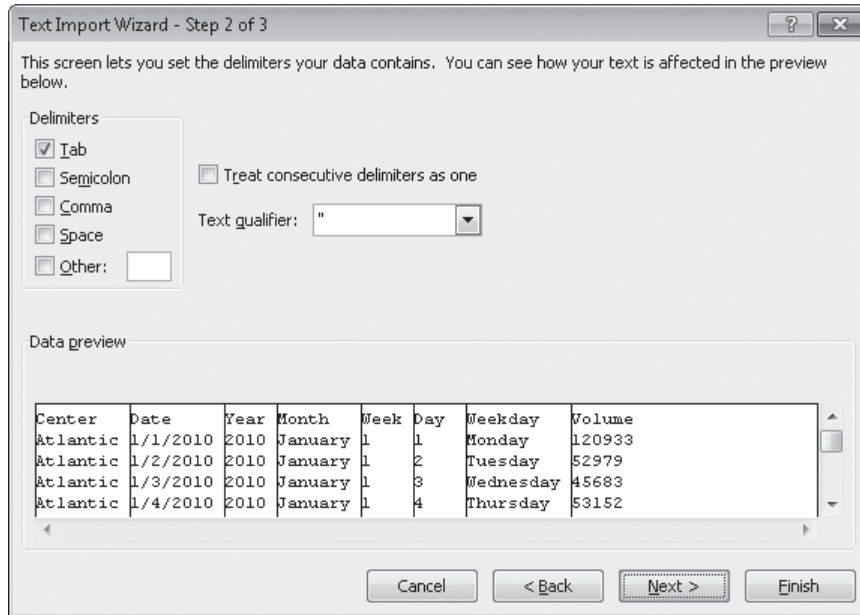 Text Import Wizard - Step 2 of 3
This screen lets you set the delimiters your data contains. You can see how your text is affected in the preview
below.
Delimiters
Tab
Semicolon
Comma
Space
Other:
Treat consecutive delimiters as one
Text qualifier: "
Data preview
Center Date Year Month Week Day Weekday Volume
Atlantic 1/1/2010 2010 January 1 1 Monday 120933
Atlantic 1/2/2010 2010 January 1 2 Tuesday 52979
Atlantic 1/3/2010 2010 January 1 3 Wednesday 45683
Atlantic 1/4/2010 2010 January 1 4 Thursday 53152
Cancel < Back Next > Finish